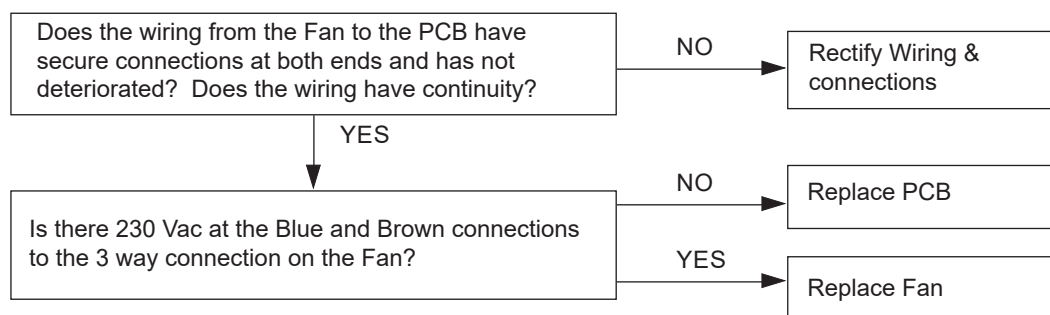 Does the wiring from the Fan to the PCB have
secure connections at both ends and has not
deteriorated? Does the wiring have continuity?
NO
Rectify Wiring &
connections
YES
Is there 230 Vac at the Blue and Brown connections
to the 3 way connection on the Fan?
NO
Replace PCB
YES
Replace Fan